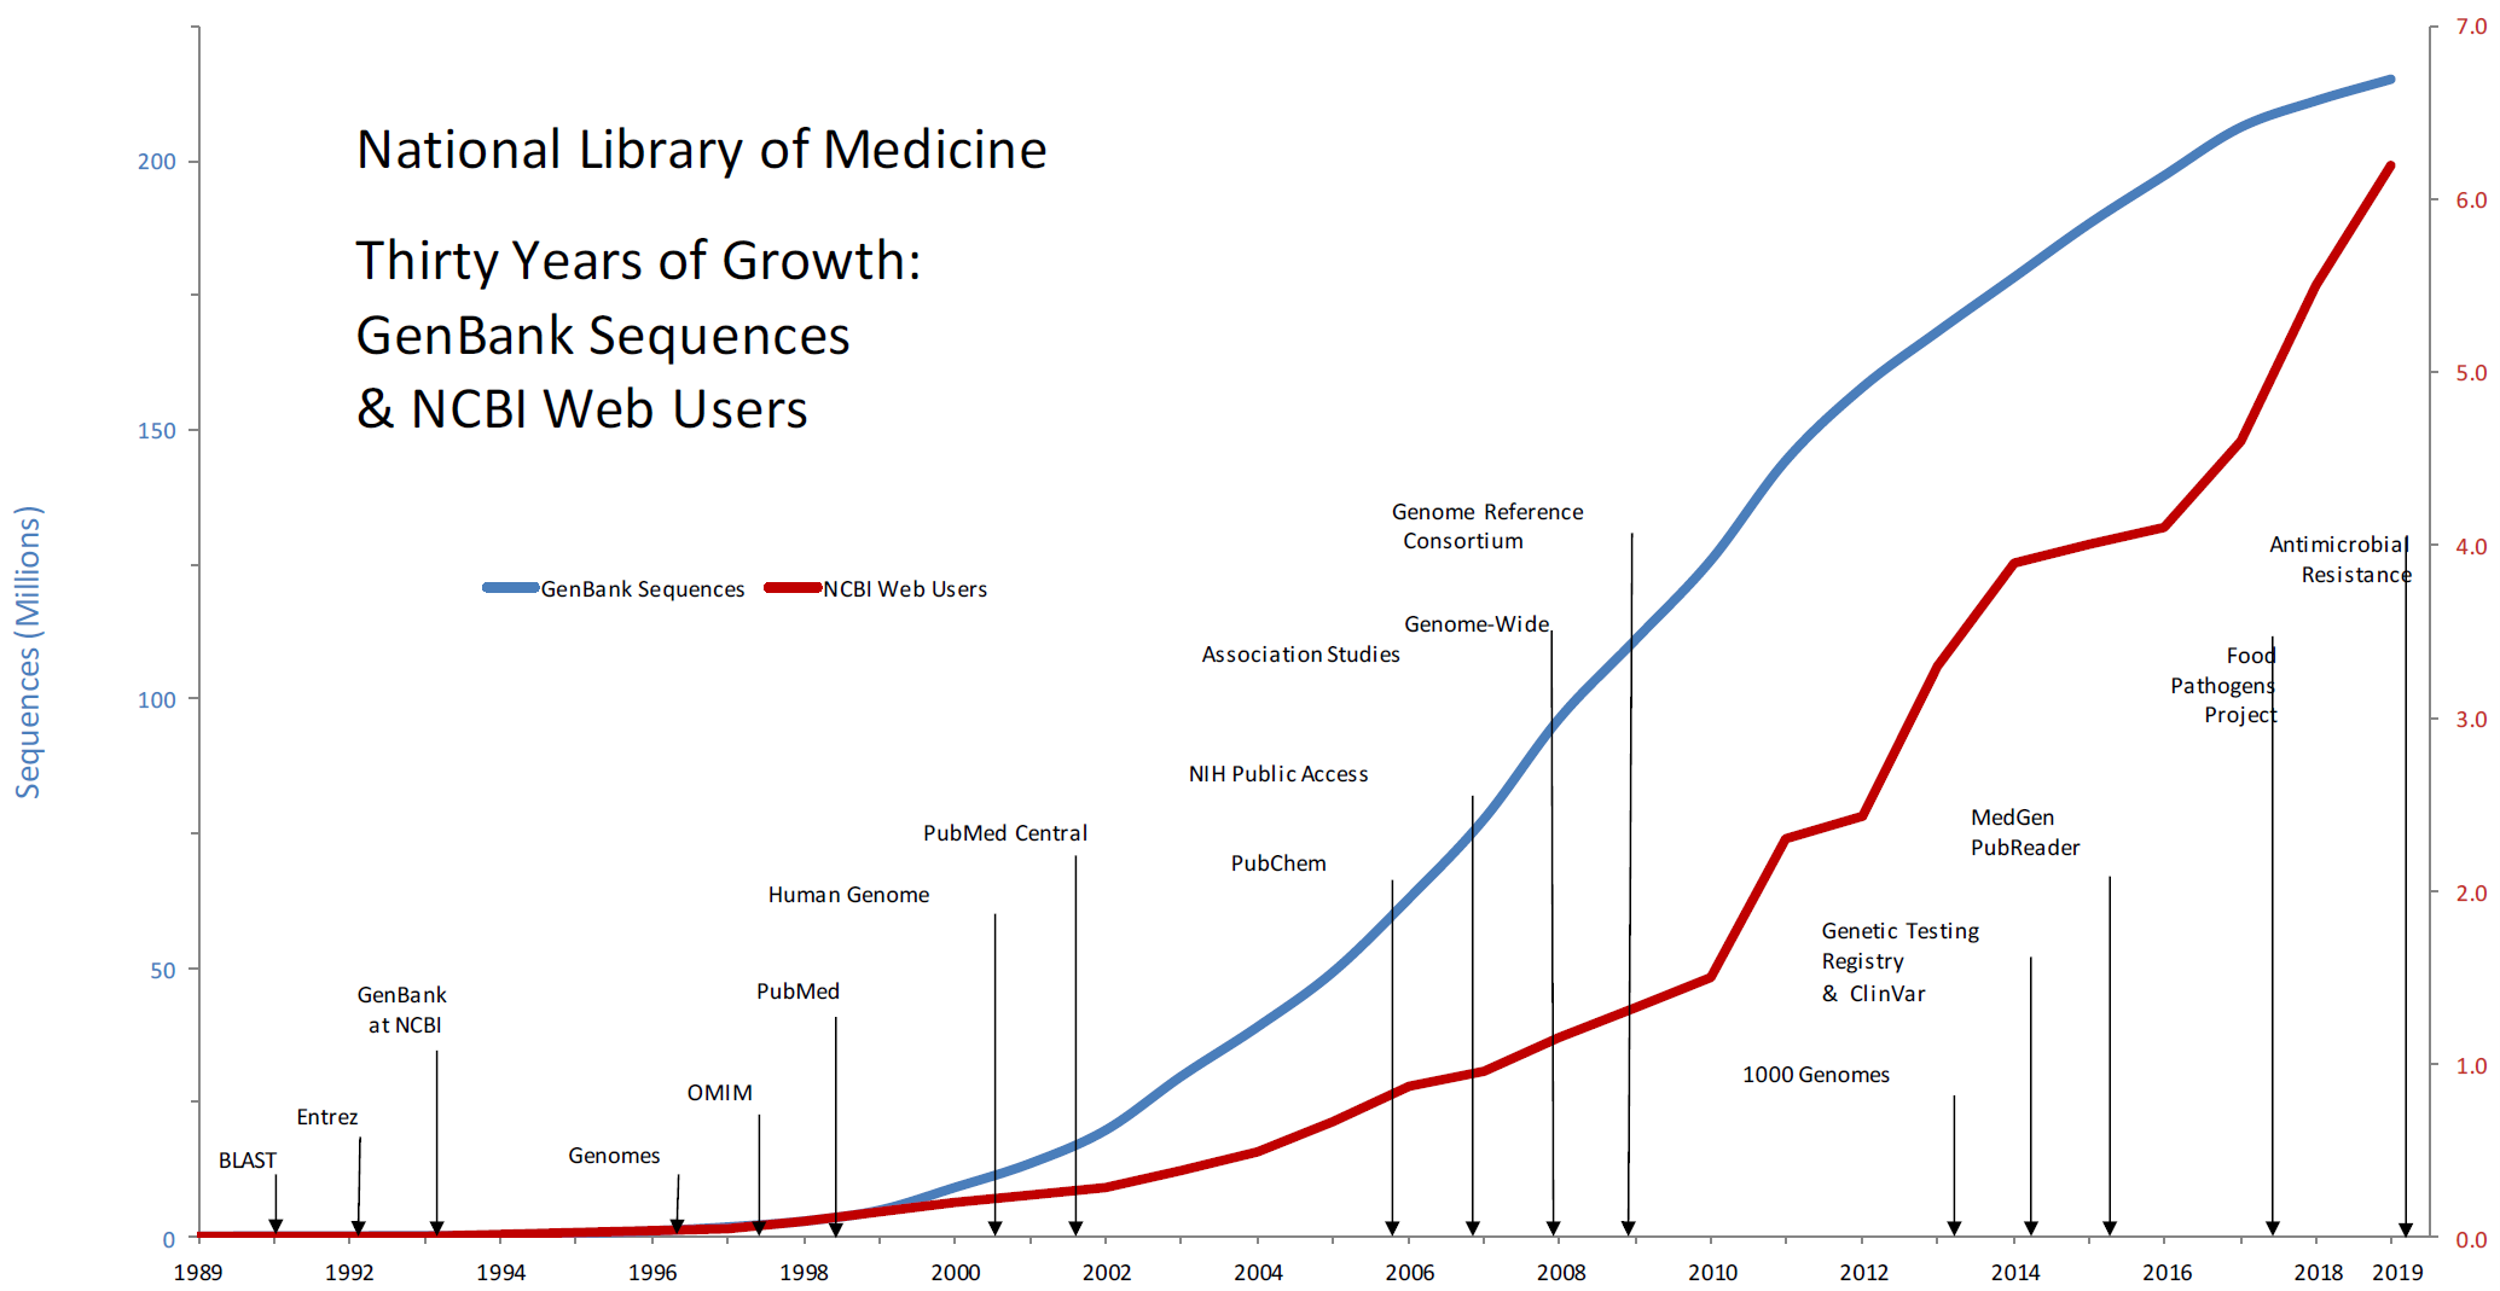 National Library of Medicine
Thirty Years of Growth:
GenBank Sequences
& NCBI Web Users
GenBank Sequences NCBI Web Users
Sequences (Millions)
200
150
100
50
0
7.0
6.0
5.0
4.0
3.0
2.0
1.0
0.0
BLAST
Entrez
GenBank
at NCBI
Genomes
OMIM
PubMed
Human Genome
PubMed Central
PubChem
NIH Public Access
Genome-Wide
Association Studies
Genome Reference
Consortium
1000 Genomes
Genetic Testing
Registry
& ClinVar
MedGen
PubReader
Food
Pathogens
Project
Antimicrobial
Resistance
1989 1992 1994 1996 1998 2000 2002 2004 2006 2008 2010 2012 2014 2016 2018 2019